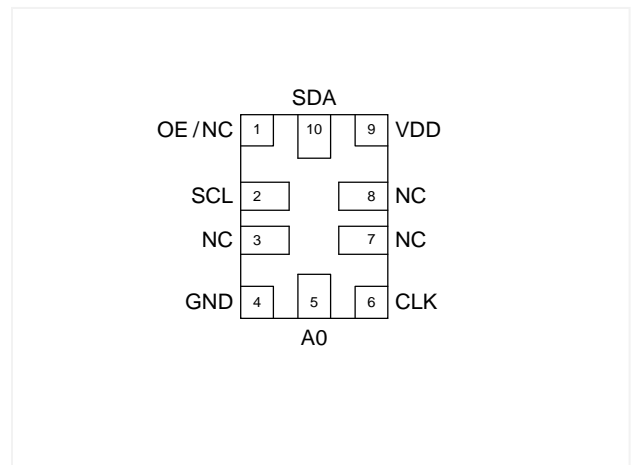 SDA
OE/NC 1 10 9 VDD
SCL 2 8 NC
NC 3 7 NC
GND 4 5 6 CLK
A0